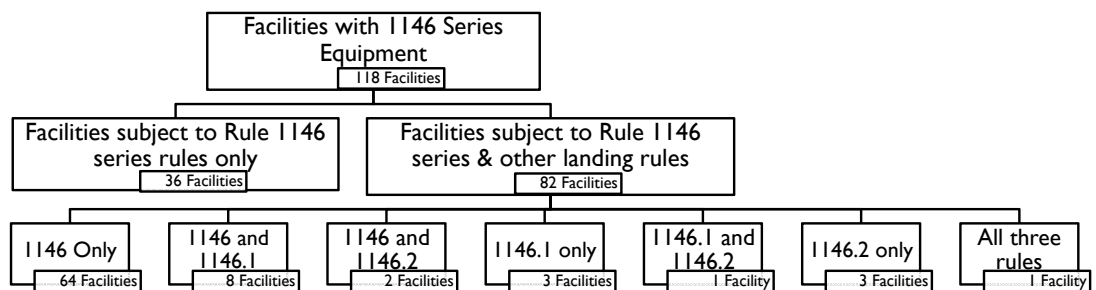 Facilities with 1146 Series
Equipment
118 Facilities
Facilities subject to Rule 1146
series rules only
36 Facilities
Facilities subject to Rule 1146
series & other landing rules
82 Facilities
1146 Only
64 Facilities
1146 and
1146.1
8 Facilities
1146 and
1146.2
2 Facilities
1146.1 only
3 Facilities
1146.1 and
1146.2
1 Facility
1146.2 only
3 Facilities
All three
rules
1 Facility